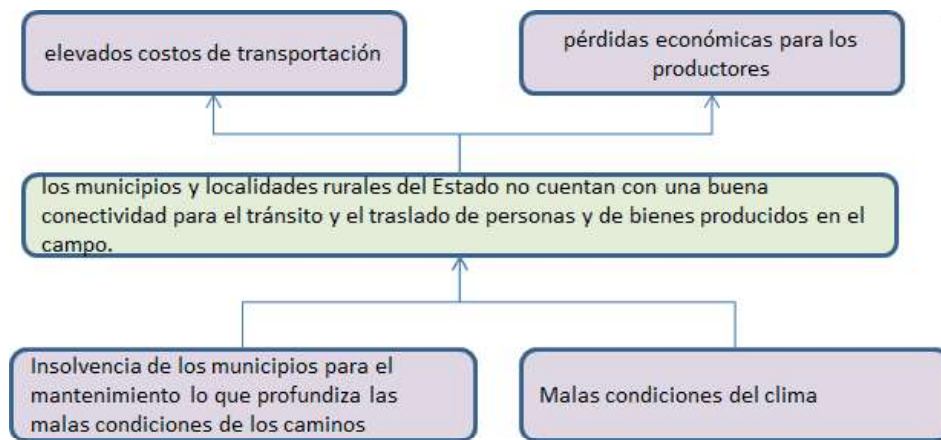 elevados costos de transportación
pérdidas económicas para los
productores
los municipios y localidades rurales del Estado no cuentan con una buena
conectividad para el tránsito y el traslado de personas y de bienes producidos en el
campo.
Insolvencia de los municipios para el
mantenimiento lo que profundiza las
malas condiciones de los caminos
Malas condiciones del clima